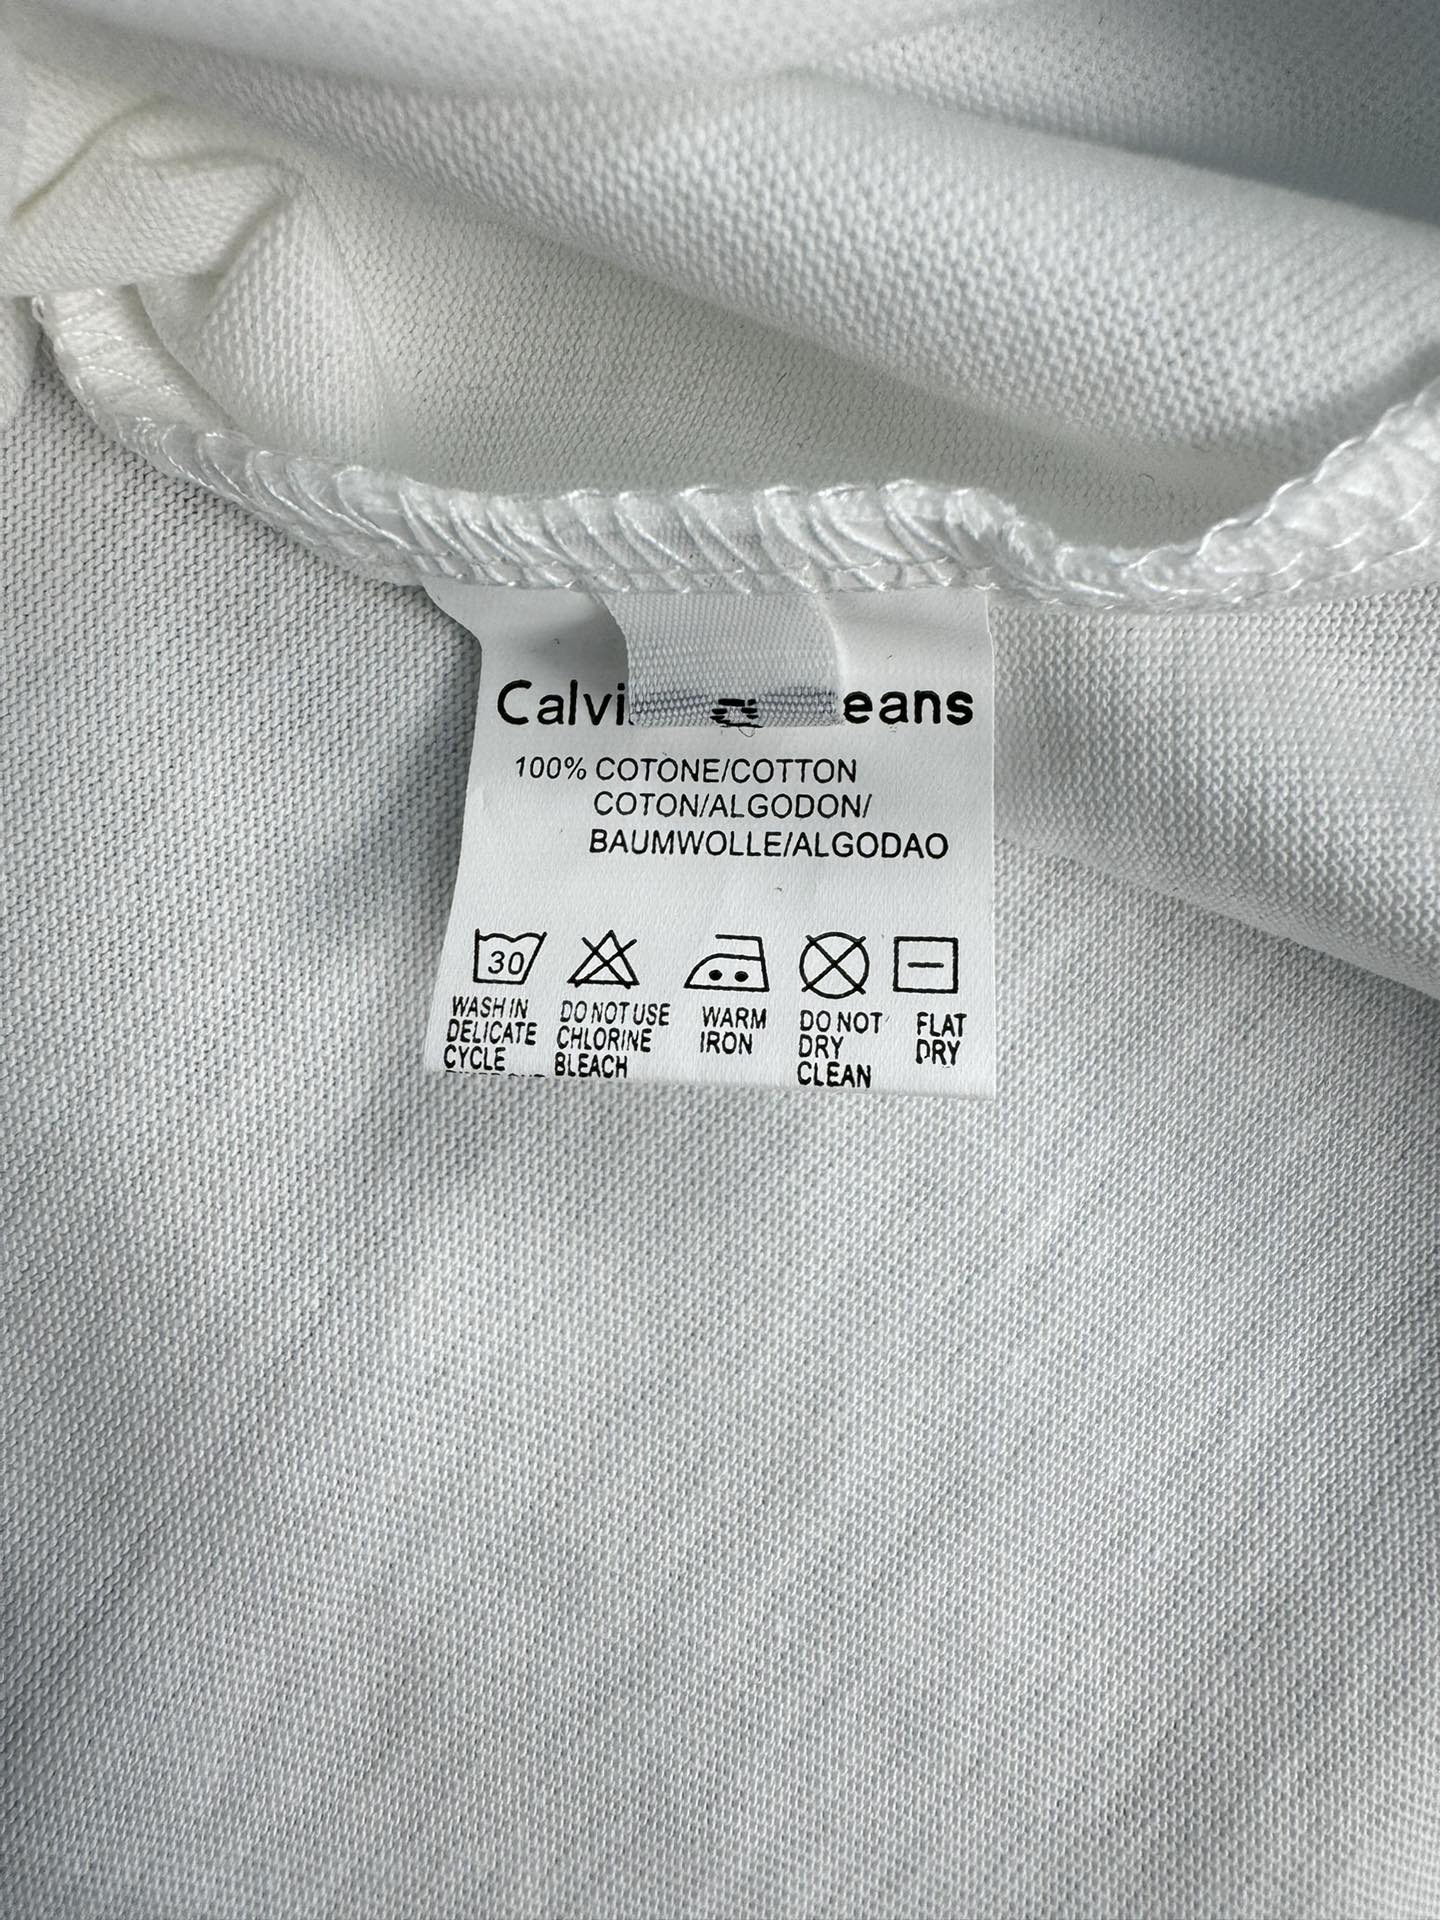 Calvi eans
100% COTONE/COTTON
COTON/ALGODON/
BAUMWOLLE/ALGODAO
30
WASH IN
DELICATE
CYCLE
DO NOT USE
CHLORINE
BLEACH
WARM
IRON
DO NOT
DRY
CLEAN
FLAT
DRY